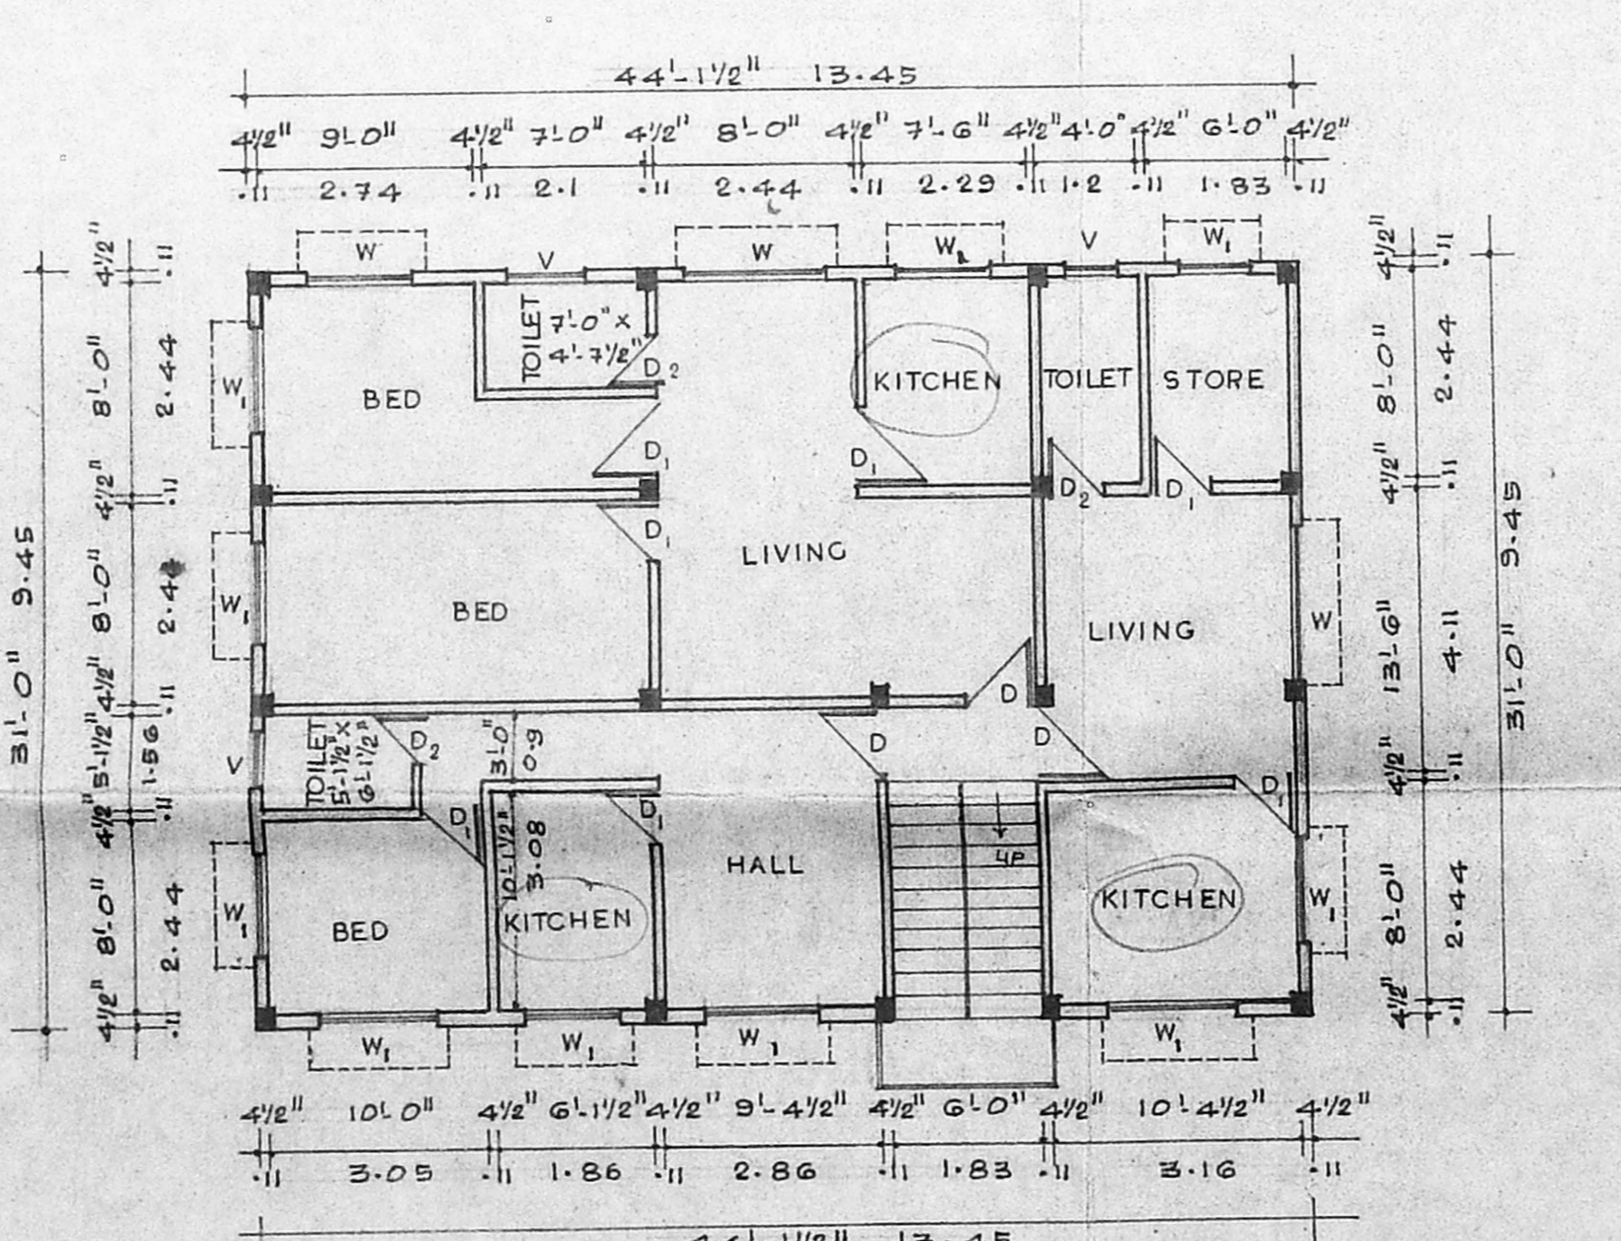 44'-1½" 13.45
4½" 9'-0" 4½" 7'-0" 4½" 8'-0" 4½" 7'-6" 4½" 4'-0" 4½" 6'-0" 4½"
.11 2.74 .11 2.1 .11 2.44 .11 2.29 .11 1.2 .11 1.83 .11
W V W W V W1
31'-0" 9.45
4½" 8'-0" 4½" 8'-0" 4½" 5'-1½" 4½" 8'-0" 4½"
.11 2.44 .11 2.44 .11 1.56 .11 2.44 .11
W1
W1
V
W1
TOILET
7'-0" x
4'-7½"
D2
BED
KITCHEN
TOILET
STORE
D1
D1
D2
D1
D1
LIVING
BED
LIVING
W
D
TOILET
5'-1½" x
6'-1½"
D2
3'-0"
0.9
D
D
D1
D1
D1
10'-1½"
3.08
HALL
UP
BED
KITCHEN
KITCHEN
W1
W1 W1 W1 W1
4½" 8'-0" 4½" 13'-6" 4½" 8'-0" 4½"
.11 2.44 .11 4.11 .11 2.44 .11
31'-0" 9.45
4½" 10'-0" 4½" 6'-1½" 4½" 9'-4½" 4½" 6'-0" 4½" 10'-4½" 4½"
.11 3.05 .11 1.86 .11 2.86 .11 1.83 .11 3.16 .11
44'-1½" 13.45